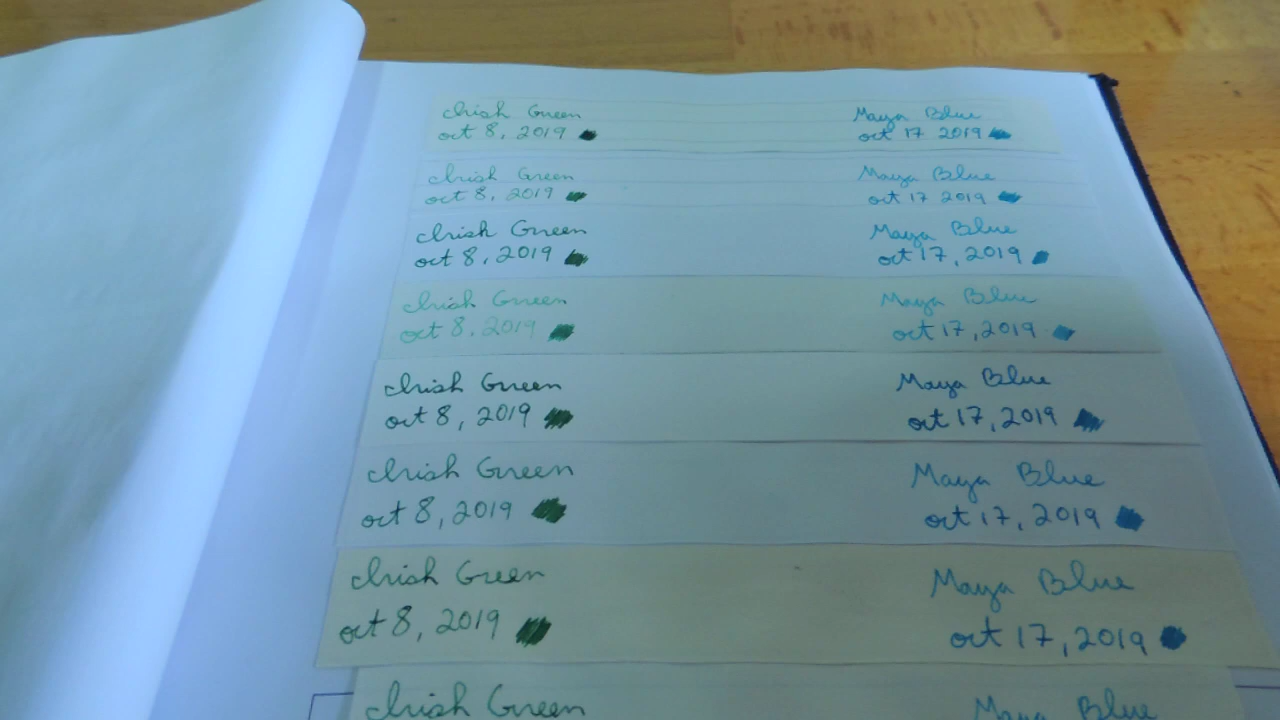 Irish Green
Maya Blue
oct 8, 2019
oct 17 2019
Irish Green
Maya Blue
oct 8, 2019
oct 17 2019
Irish Green
Maya Blue
oct 8, 2019
oct 17, 2019
Irish Green
Maya Blue
oct 8. 2019
oct 17, 2019
Irish Green
Maya Blue
oct 8, 2019
oct 17, 2019
Irish Green
Maya Blue
oct 8, 2019
oct 17, 2019
Irish Green
Maya Blue
oct 8, 2019
oct 17, 2019
Irish Green
Maya Blue